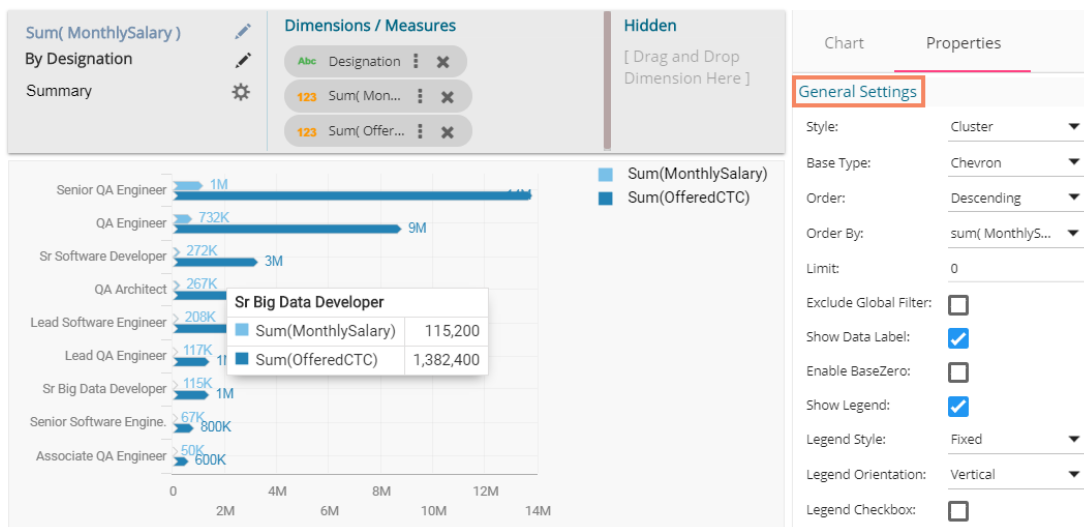 Sum( MonthlySalary )
By Designation
Summary
Dimensions / Measures
Abc Designation
123 Sum( Mon...
123 Sum( Offer...
Hidden
[ Drag and Drop
Dimension Here ]
Chart Properties
General Settings
Style: Cluster
Base Type: Chevron
Order: Descending
Order By: sum( MonthlyS...
Limit: 0
Exclude Global Filter:
Show Data Label:
Enable BaseZero:
Show Legend:
Legend Style: Fixed
Legend Orientation: Vertical
Legend Checkbox:
Sum(MonthlySalary)
Sum(OfferedCTC)
Senior QA Engineer 1M
QA Engineer 732K 9M
Sr Software Developer 272K 3M
QA Architect 267K
Lead Software Engineer 208K
Lead QA Engineer 117K
Sr Big Data Developer 115K 1M
Senior Software Engine. 67K 800K
Associate QA Engineer 50K 600K
Sr Big Data Developer
Sum(MonthlySalary) 115,200
Sum(OfferedCTC) 1,382,400
0 4M 8M 12M
2M 6M 10M 14M